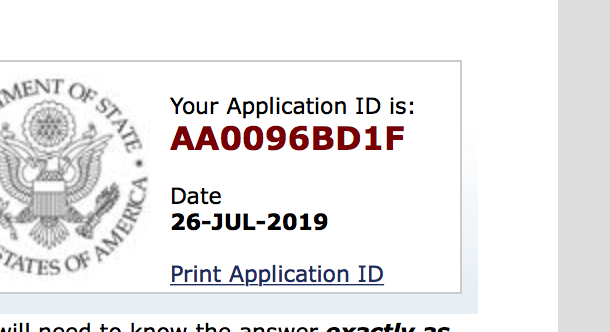 MENT OF STATE
STATES OF AMERICA
Your Application ID is:
AA0096BD1F
Date
26-JUL-2019
Print Application ID
will need to know the answer exactly as